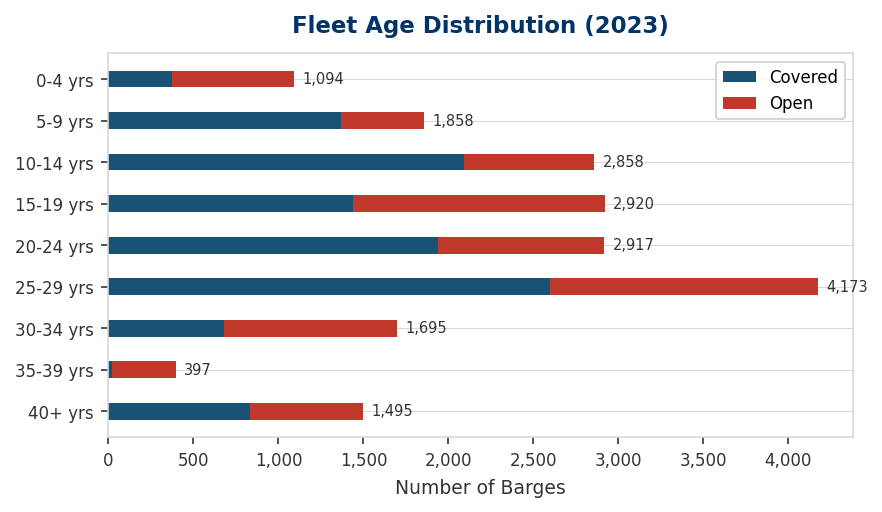 Fleet Age Distribution (2023)
Covered
Open
0-4 yrs 1,094
5-9 yrs 1,858
10-14 yrs 2,858
15-19 yrs 2,920
20-24 yrs 2,917
25-29 yrs 4,173
30-34 yrs 1,695
35-39 yrs 397
40+ yrs 1,495
0 500 1,000 1,500 2,000 2,500 3,000 3,500 4,000
Number of Barges